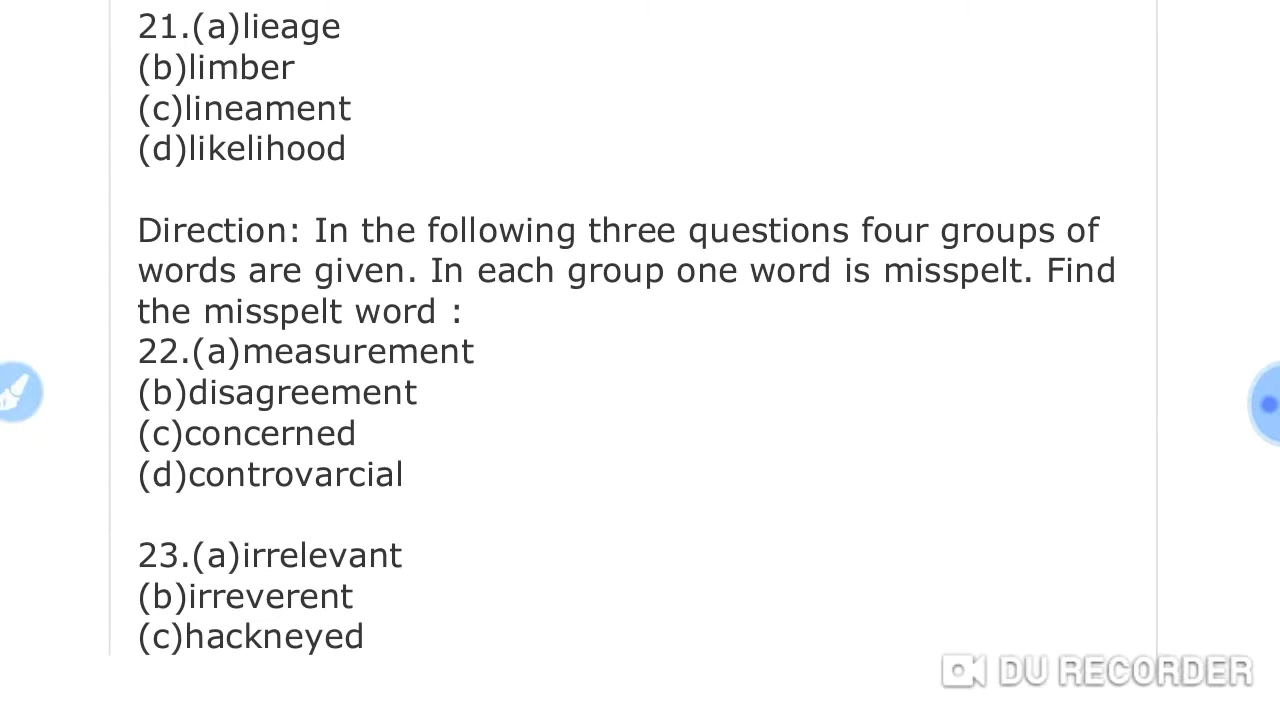 21.(a)lieage
(b)limber
(c)lineament
(d)likelihood
Direction: In the following three questions four groups of
words are given. In each group one word is misspelt. Find
the misspelt word :
22.(a)measurement
(b)disagreement
(c)concerned
(d)controvarcial
23.(a)irrelevant
(b)irreverent
(c)hackneyed
DU RECORDER